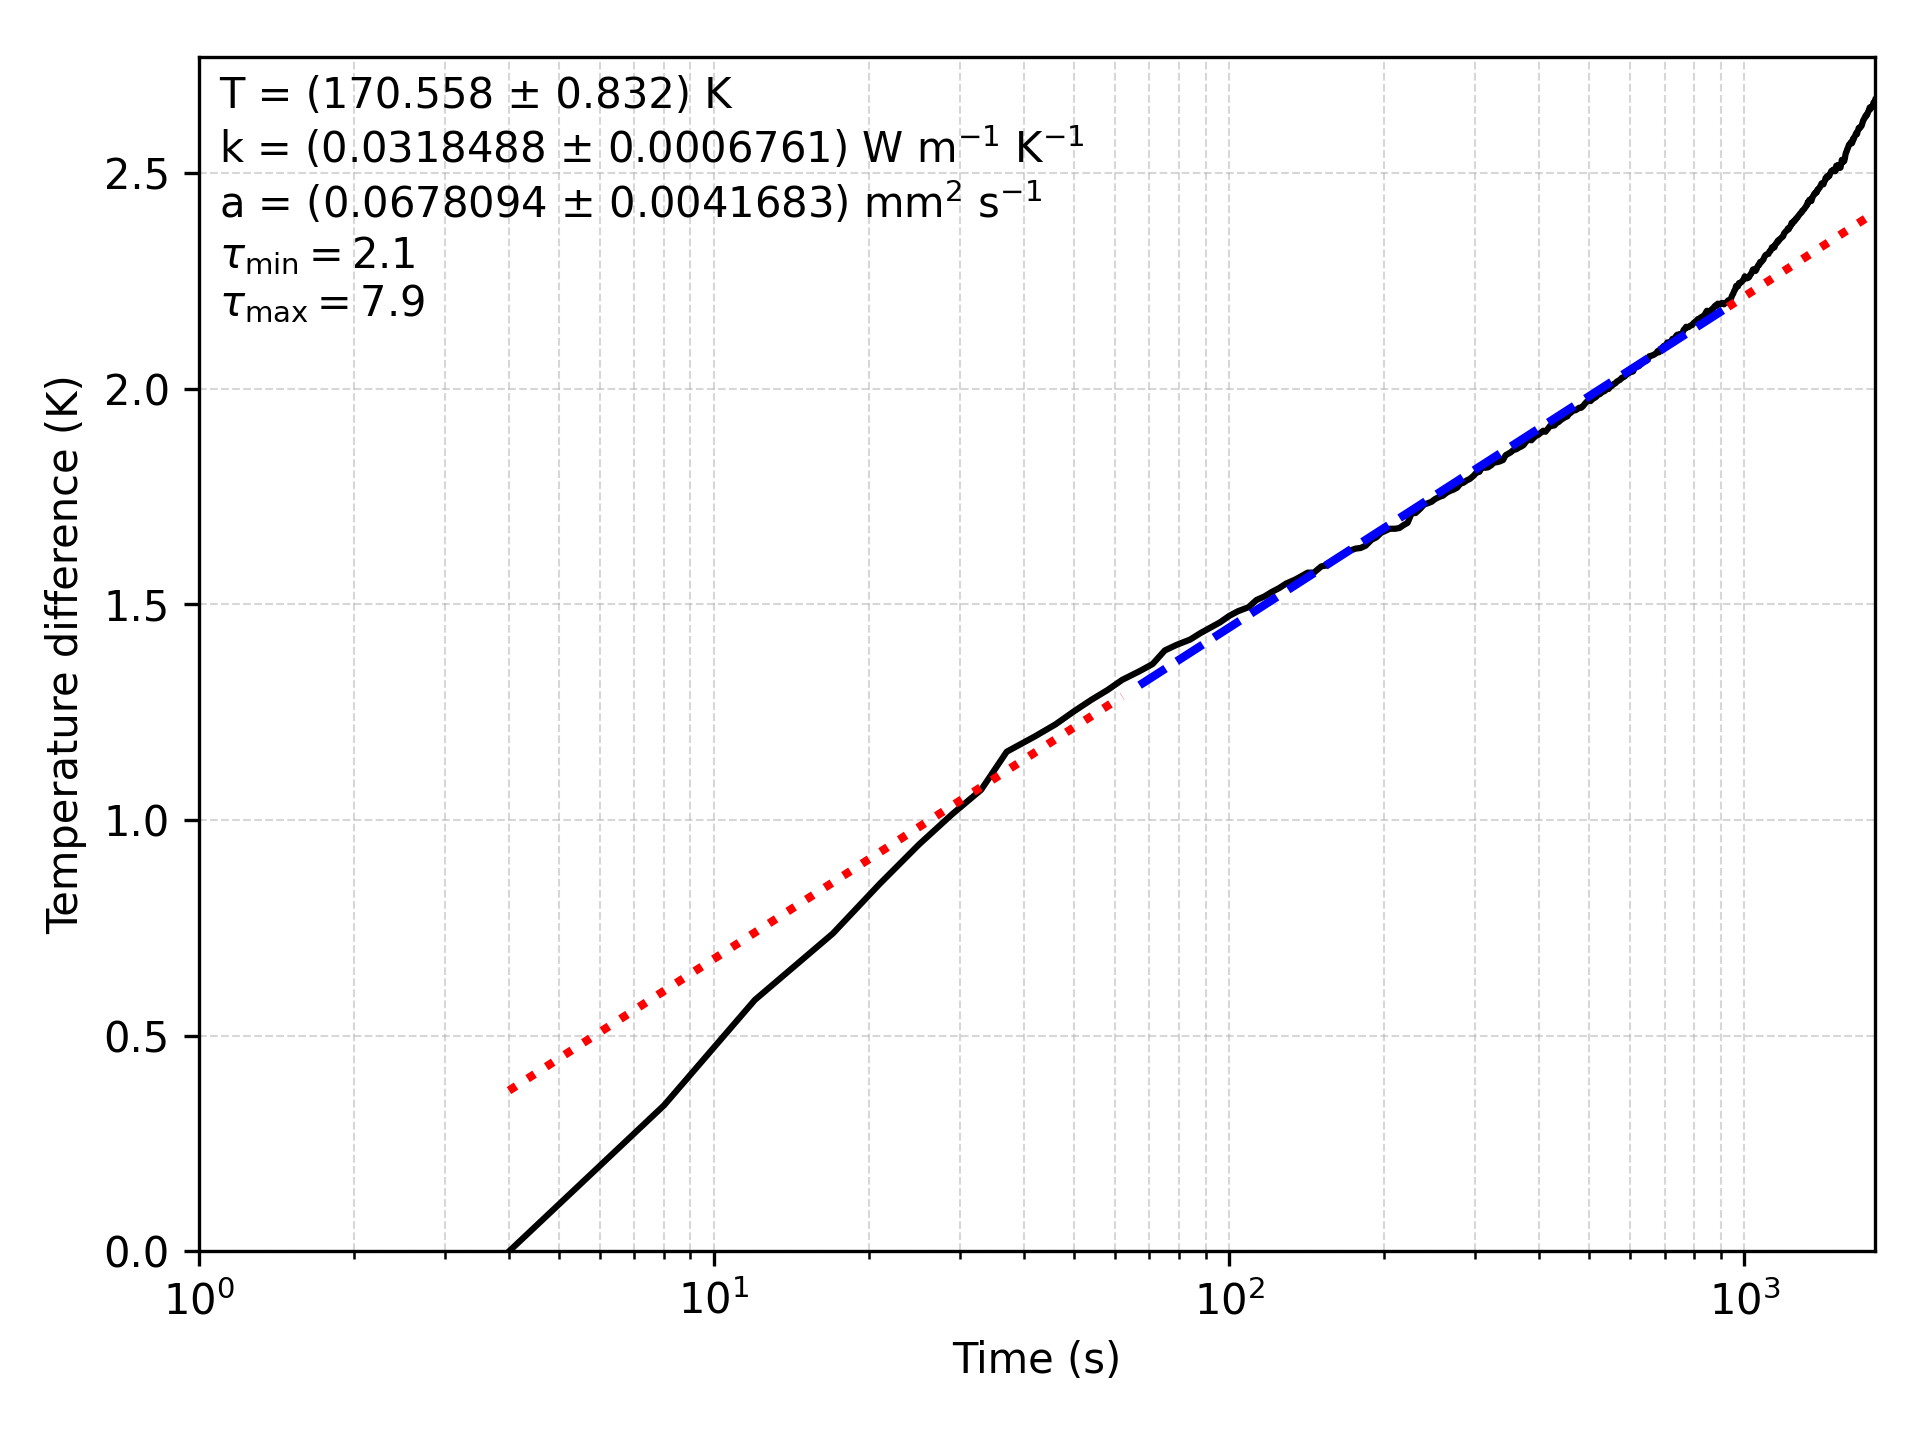 T = (170.558 ± 0.832) K
k = (0.0318488 ± 0.0006761) W m⁻¹ K⁻¹
a = (0.0678094 ± 0.0041683) mm² s⁻¹
τmin = 2.1
τmax = 7.9
2.5
2.0
1.5
1.0
0.5
0.0
Temperature difference (K)
10⁰ 10¹ 10² 10³
Time (s)